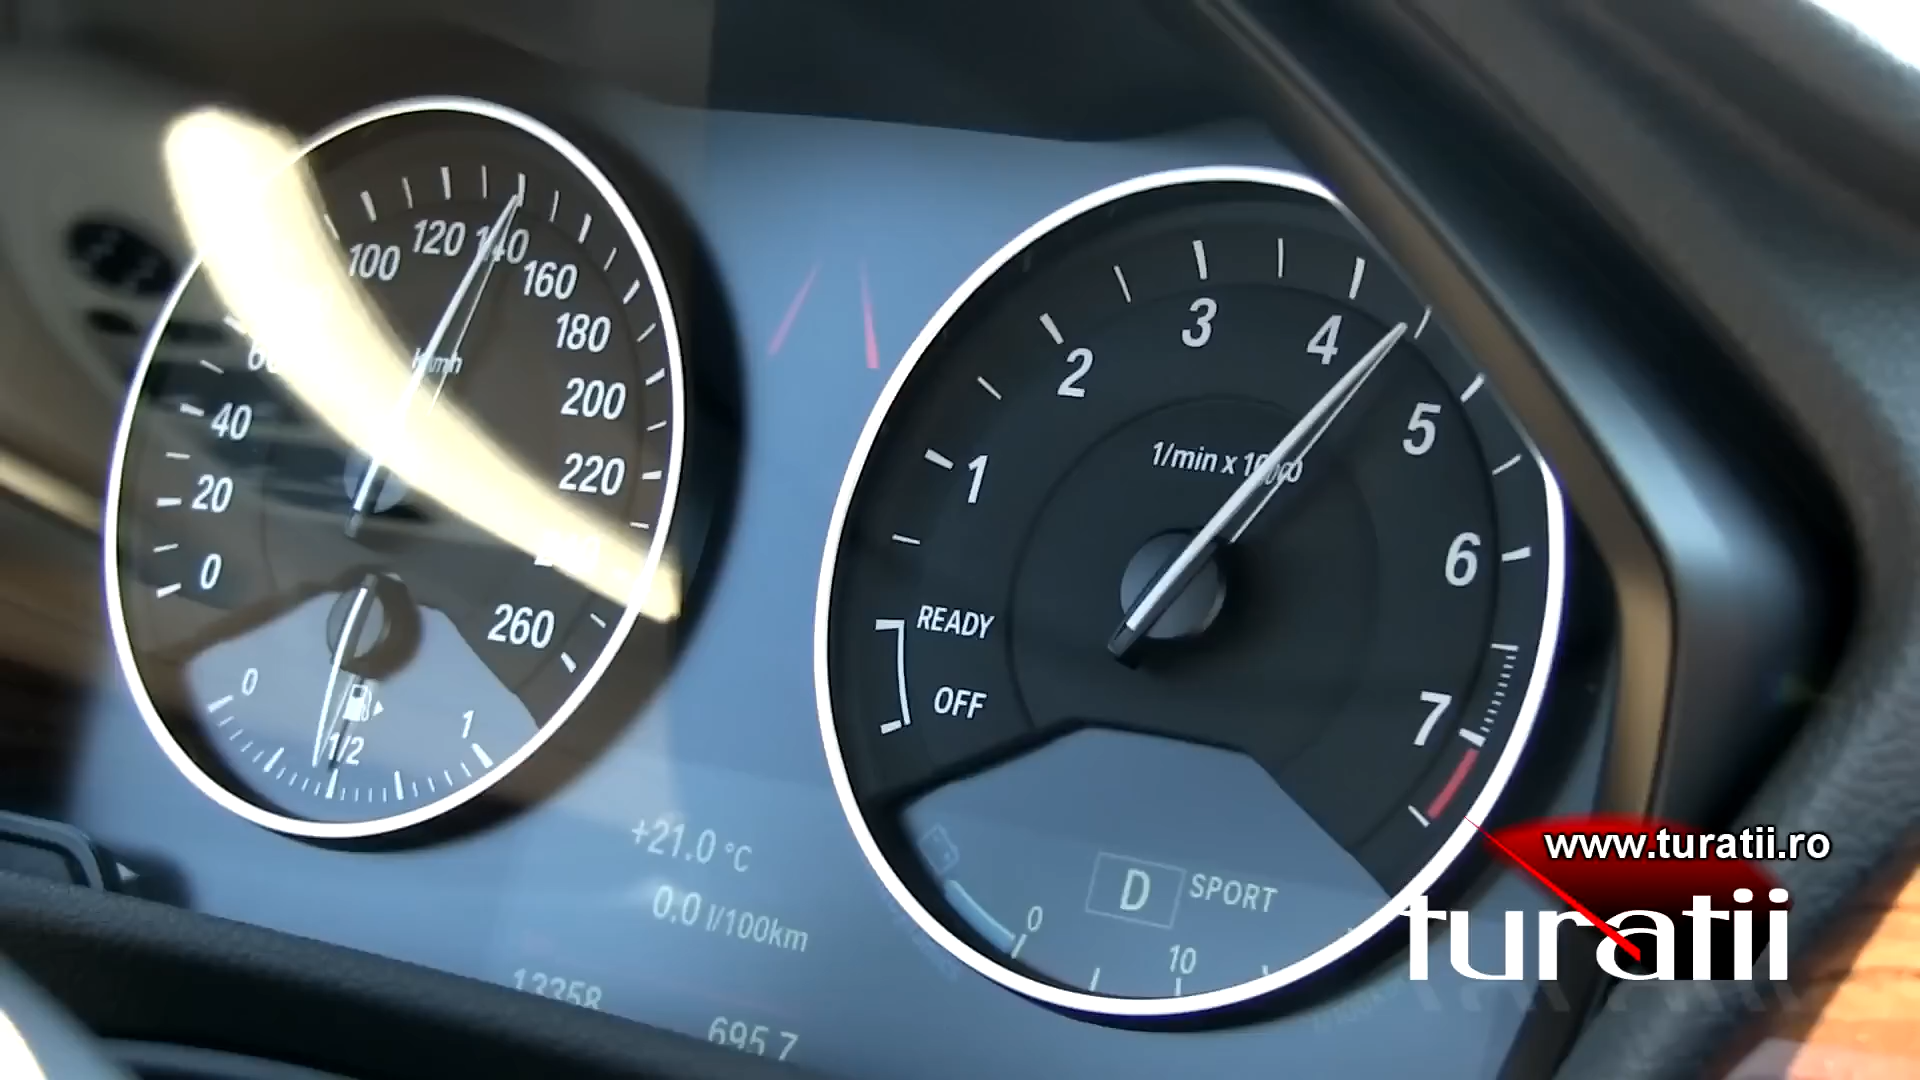 100
120
140
160
180
200
220
260
40
20
0
km/h
0
1/2
1
1
2
3
4
5
6
7
1/min x 1000
READY
OFF
+21.0 °C
0.0 l/100km
13358
695.7
D SPORT
0
10
www.turatii.ro
turatii